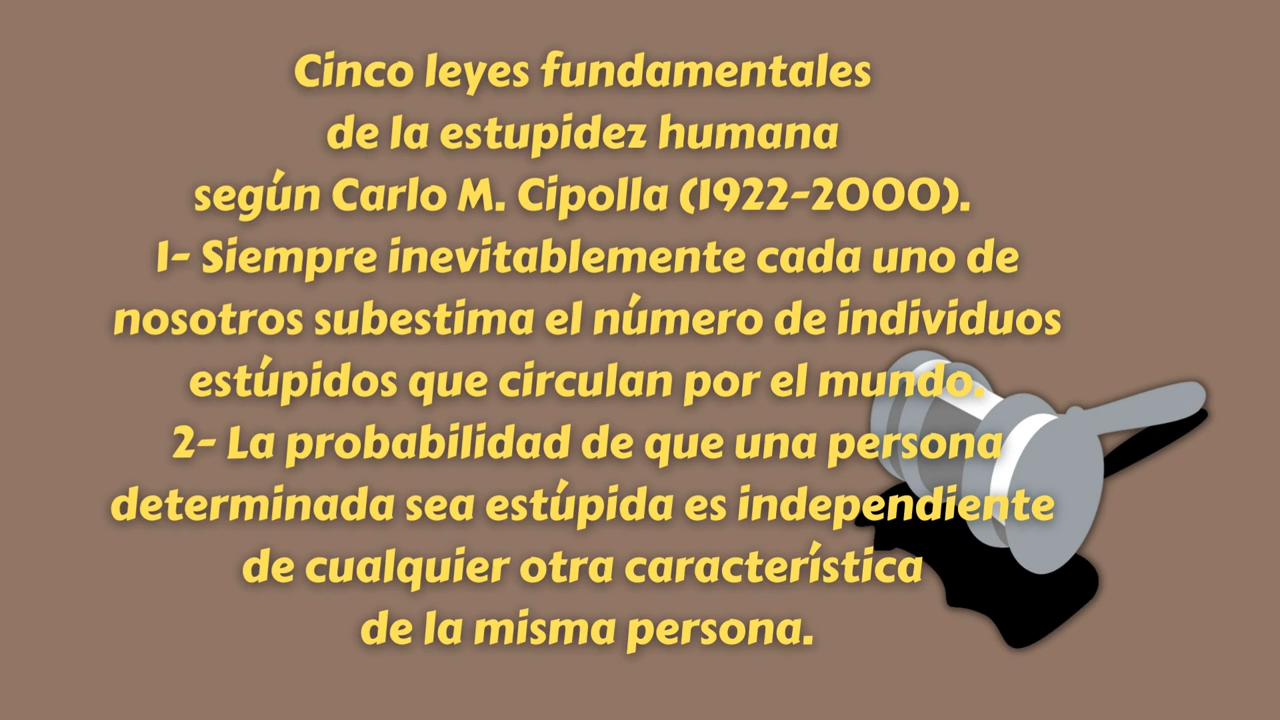 Cinco leyes fundamentales
de la estupidez humana
según Carlo M. Cipolla (1922-2000).
1- Siempre inevitablemente cada uno de
nosotros subestima el número de individuos
estúpidos que circulan por el mundo.
2- La probabilidad de que una persona
determinada sea estúpida es independiente
de cualquier otra característica
de la misma persona.